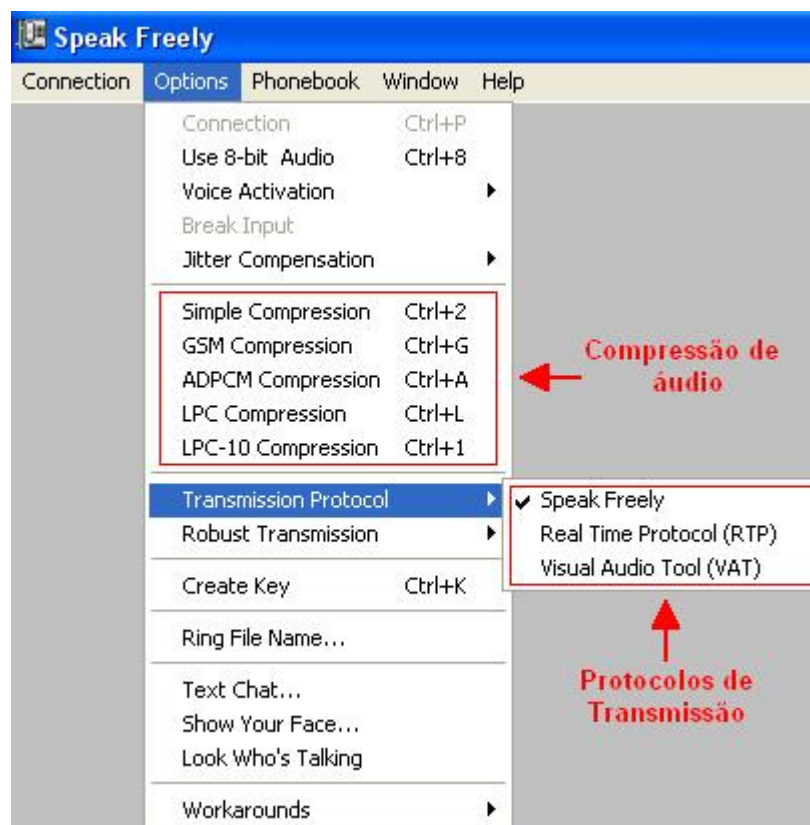 Speak Freely
Connection Options Phonebook Window Help
Connection Ctrl+P
Use 8-bit Audio Ctrl+8
Voice Activation
Break Input
Jitter Compensation
Simple Compression Ctrl+2
GSM Compression Ctrl+G
ADPCM Compression Ctrl+A
LPC Compression Ctrl+L
LPC-10 Compression Ctrl+1
Compressão de
áudio
Transmission Protocol
Robust Transmission
Speak Freely
Real Time Protocol (RTP)
Visual Audio Tool (VAT)
Create Key Ctrl+K
Ring File Name...
Text Chat...
Show Your Face...
Look Who's Talking
Workarounds
Protocolos de
Transmissão